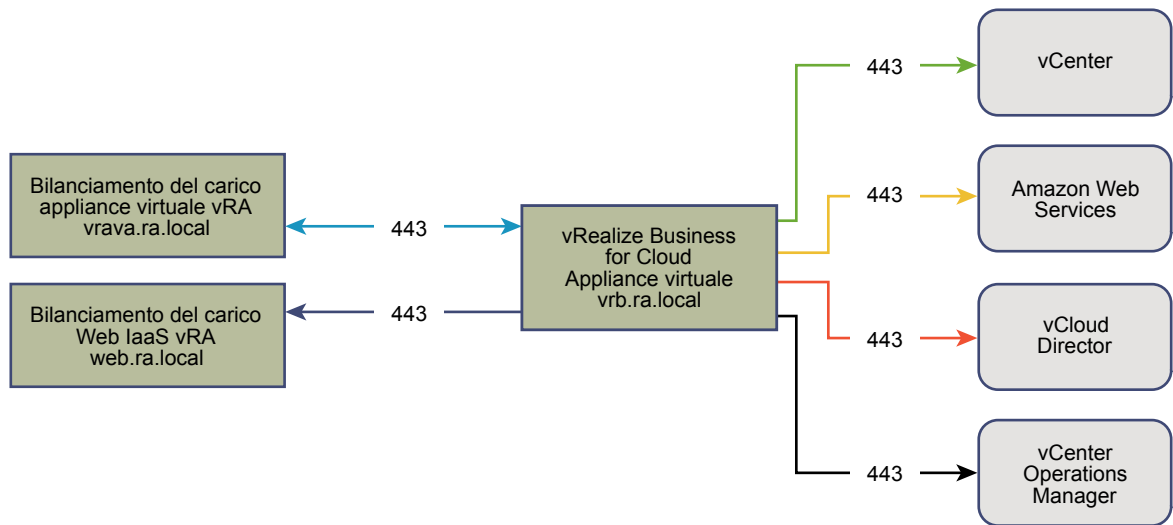 Bilanciamento del carico
appliance virtuale vRA
vrava.ra.local
443
Bilanciamento del carico
Web IaaS vRA
web.ra.local
443
vRealize Business
for Cloud
Appliance virtuale
vrb.ra.local
443
vCenter
443
Amazon Web
Services
443
vCloud
Director
443
vCenter
Operations
Manager